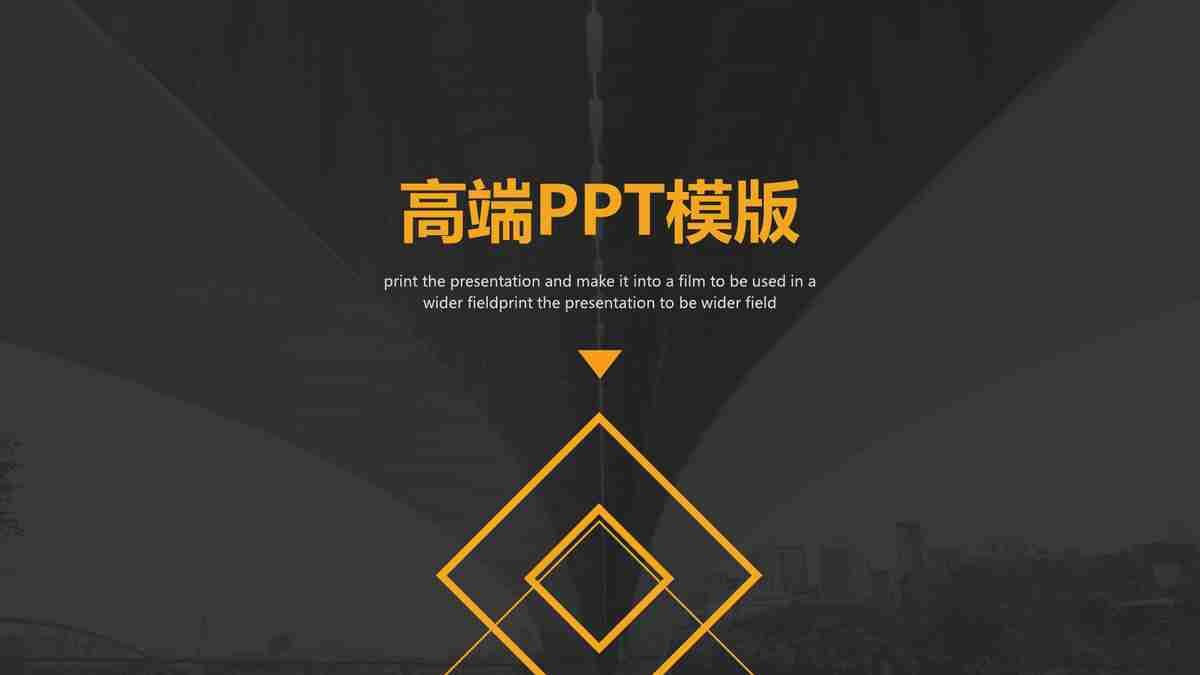 高端PPT模版
print the presentation and make it into a film to be used in a
wider fieldprint the presentation to be wider field